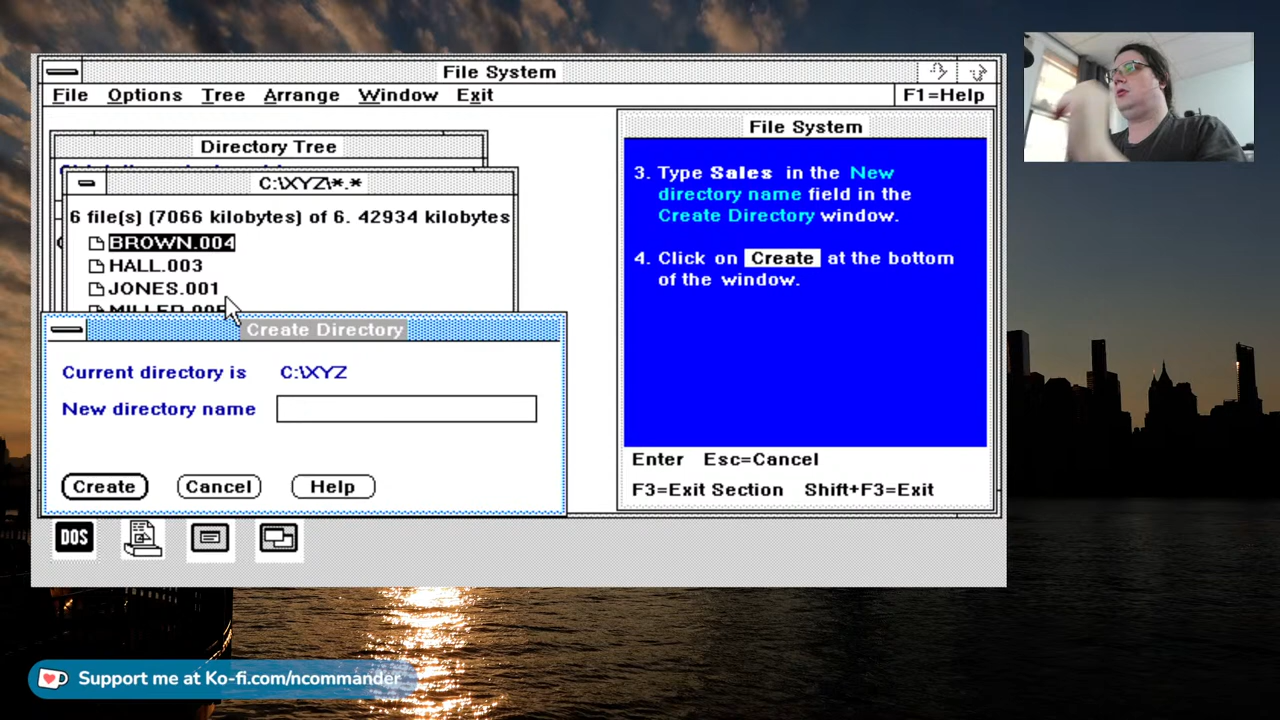 File System
File Options Tree Arrange Window Exit
F1=Help
Directory Tree
C:\XYZ\*.*
6 file(s) (7066 kilobytes) of 6. 42934 kilobytes
BROWN.004
HALL.003
JONES.001
Create Directory
Current directory is C:\XYZ
New directory name
Create Cancel Help
File System
3. Type Sales in the New
directory name field in the
Create Directory window.
4. Click on Create at the bottom
of the window.
Enter Esc=Cancel
F3=Exit Section Shift+F3=Exit
DOS
Support me at Ko-fi.com/ncommander